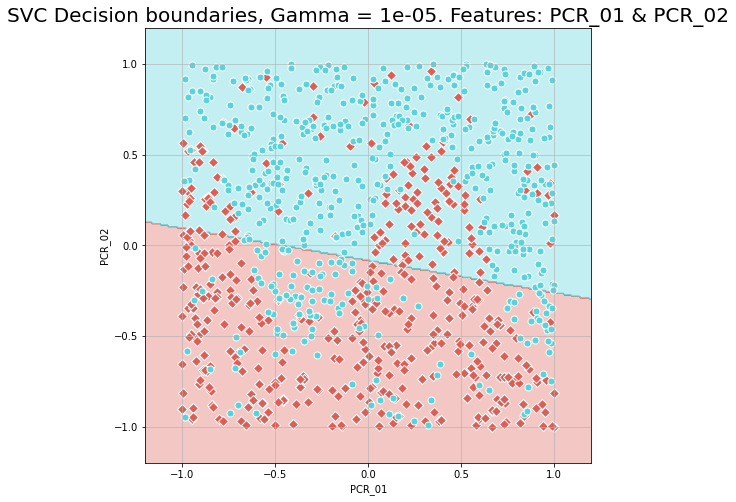 SVC Decision boundaries, Gamma = 1e-05. Features: PCR_01 & PCR_02
1.0
0.5
0.0
−0.5
−1.0
PCR_02
−1.0 −0.5 0.0 0.5 1.0
PCR_01